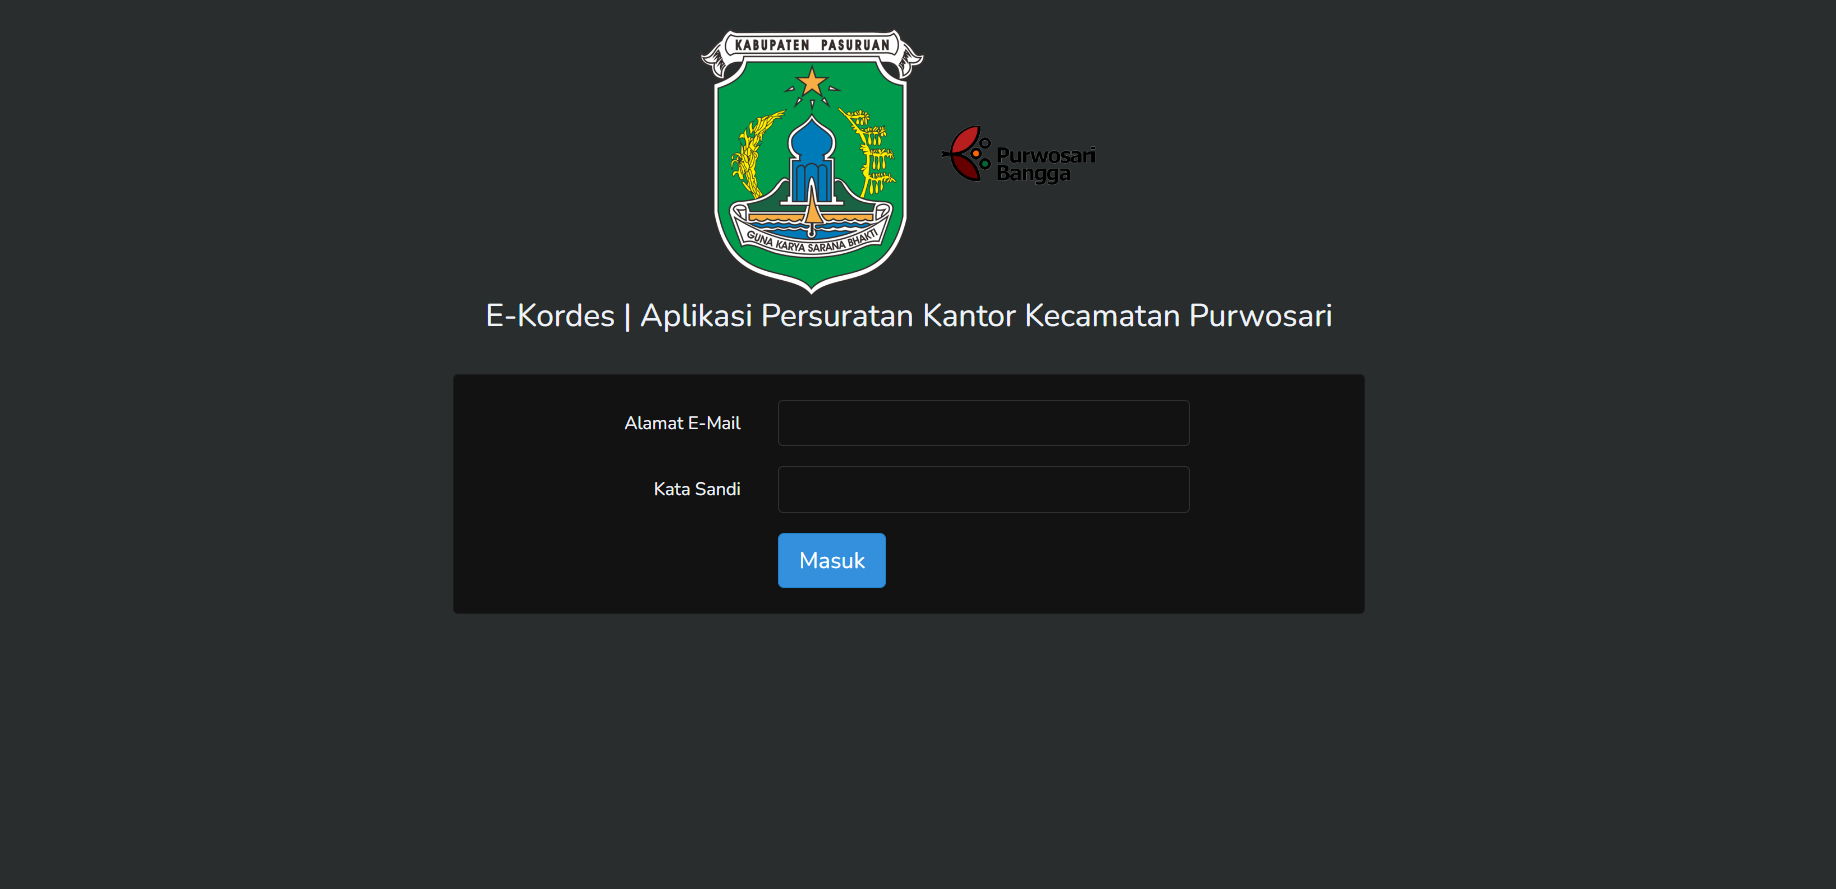 KABUPATEN PASURUAN
GUNA KARYA SARANA BHAKTI
Purwosari
Bangga
E-Kordes | Aplikasi Persuratan Kantor Kecamatan Purwosari
Alamat E-Mail
Kata Sandi
Masuk